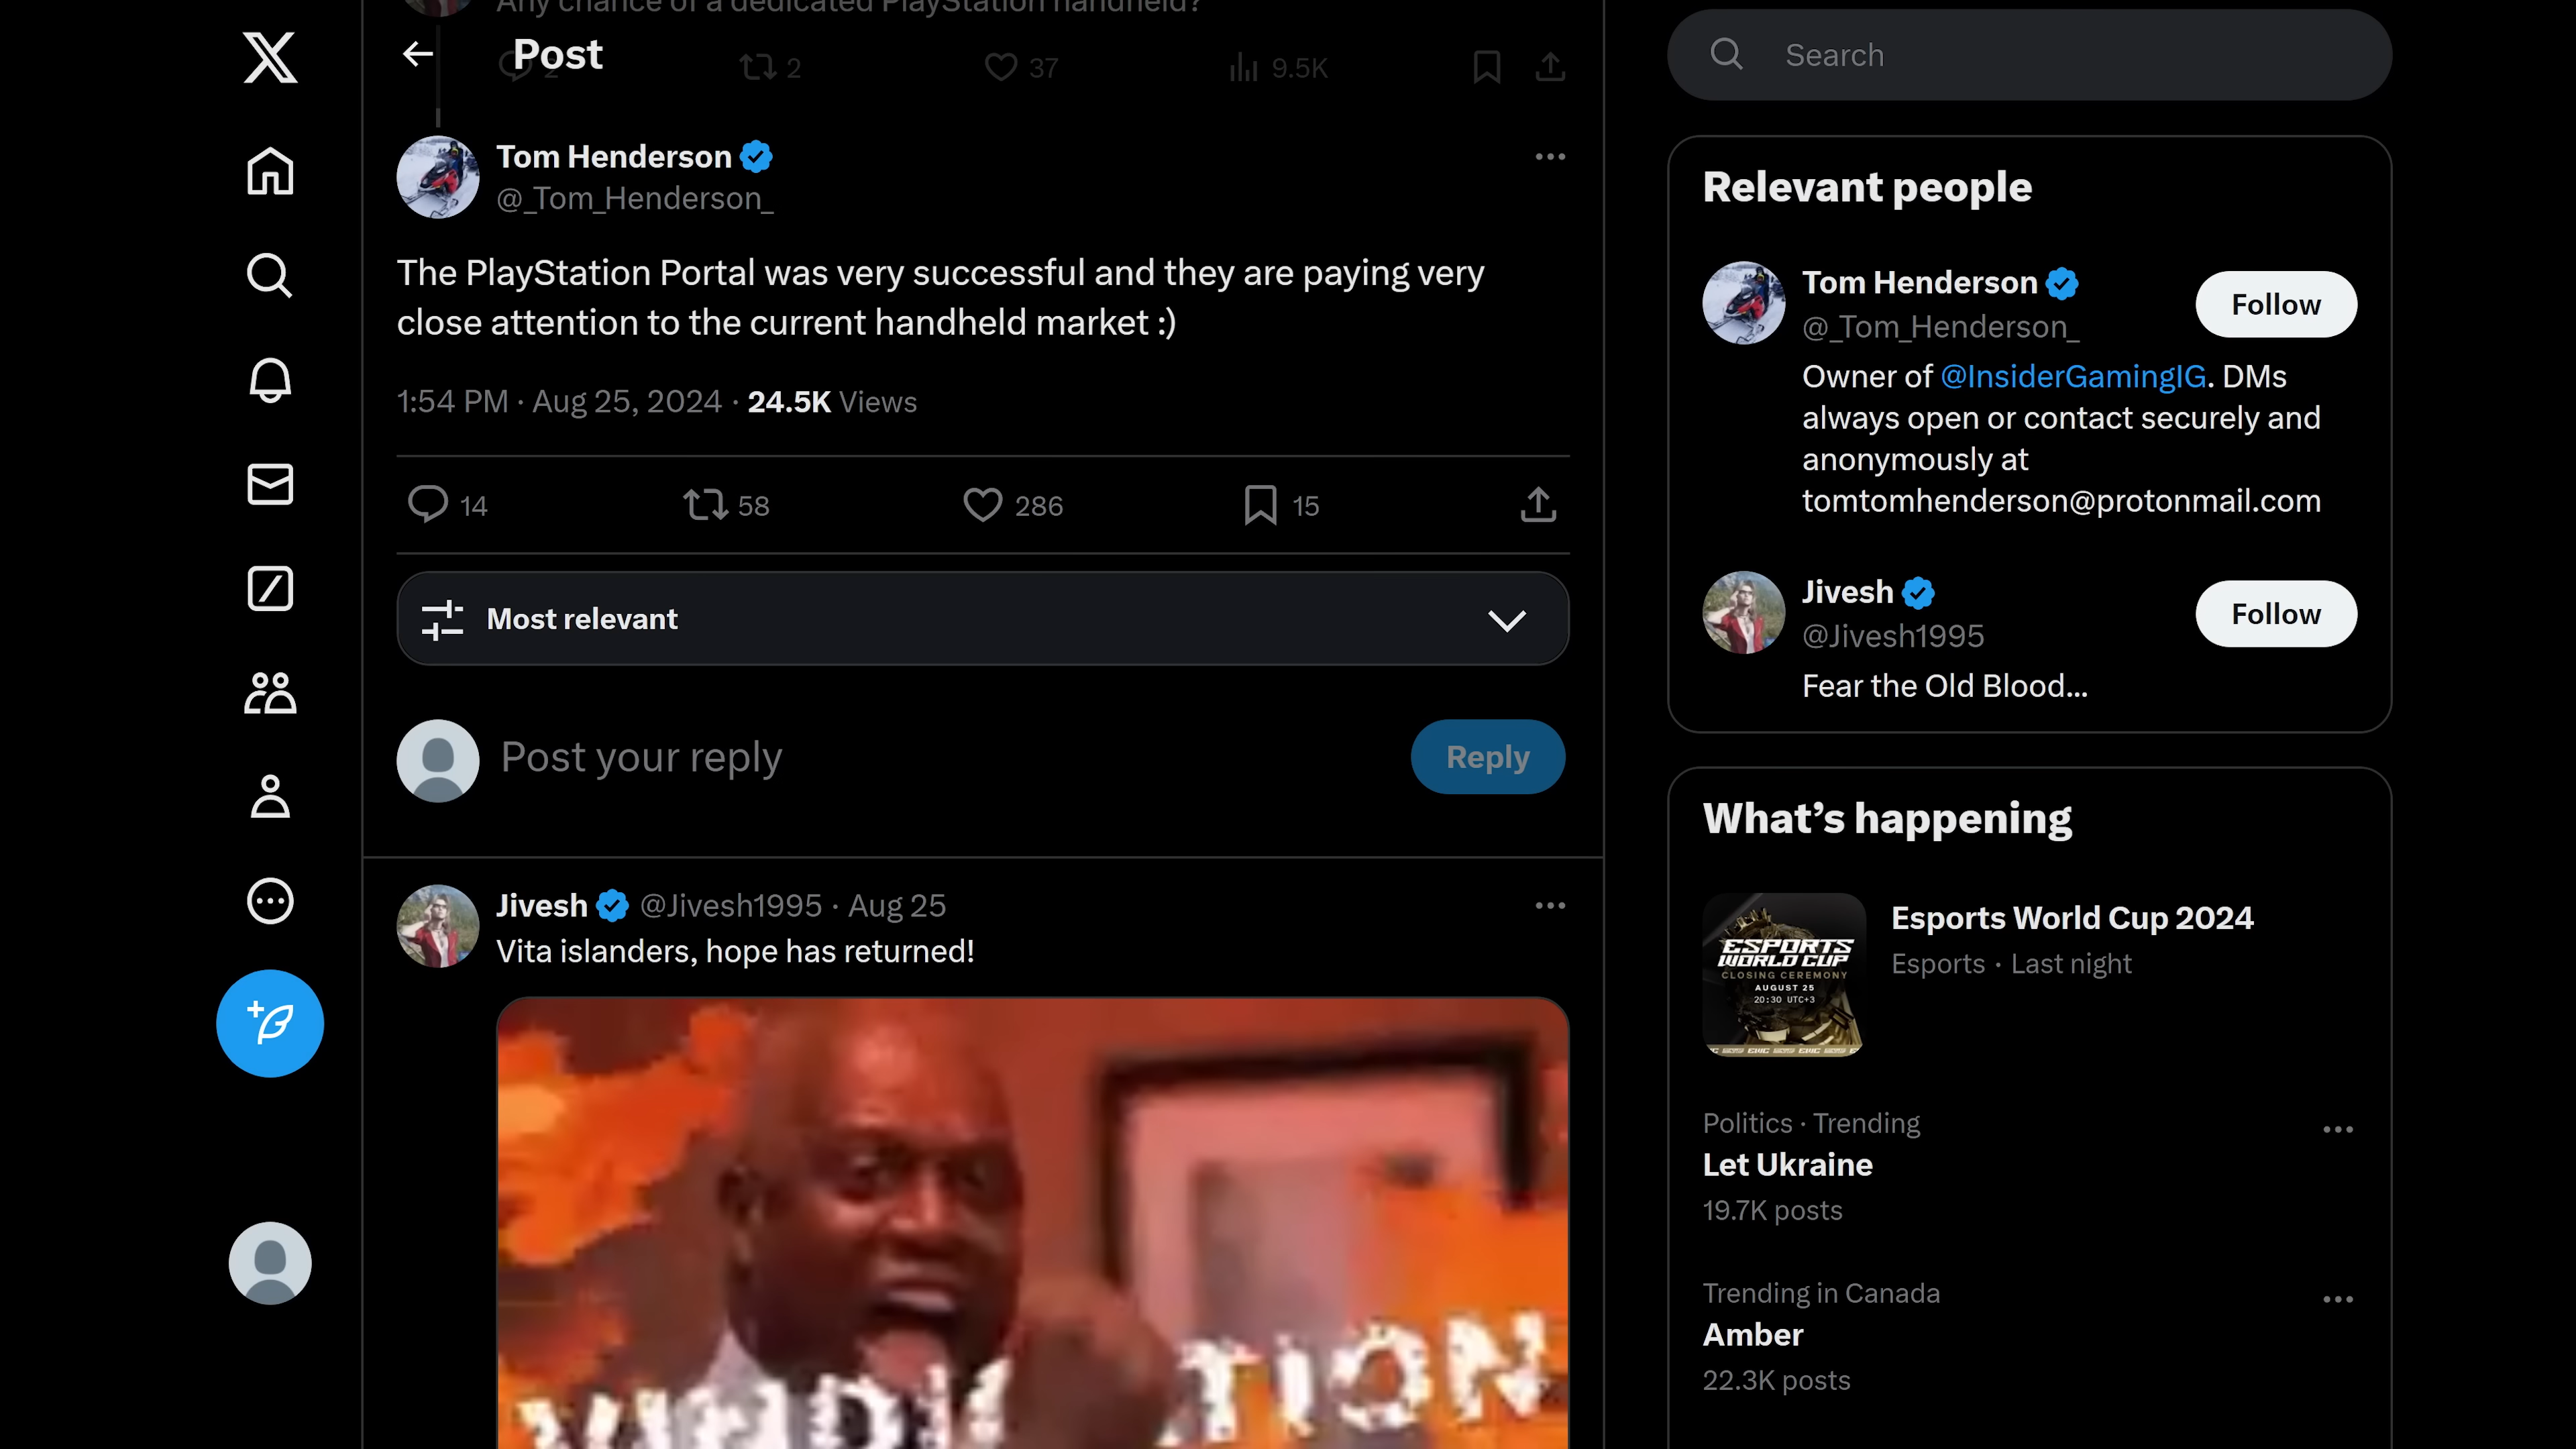 Any chance of a dedicated PlayStation handheld?
Post
2
2
37
9.5K
Tom Henderson
@_Tom_Henderson_
The PlayStation Portal was very successful and they are paying very
close attention to the current handheld market :)
1:54 PM · Aug 25, 2024 · 24.5K Views
14
58
286
15
Most relevant
Post your reply
Reply
Jivesh @Jivesh1995 · Aug 25
Vita islanders, hope has returned!
Search
Relevant people
Tom Henderson
@_Tom_Henderson_
Follow
Owner of @InsiderGamingIG. DMs
always open or contact securely and
anonymously at
tomtomhenderson@protonmail.com
Jivesh
@Jivesh1995
Follow
Fear the Old Blood...
What's happening
ESPORTS
WORLD CUP
CLOSING CEREMONY
AUGUST 25
20:30 UTC+3
Esports World Cup 2024
Esports · Last night
Politics · Trending
Let Ukraine
19.7K posts
Trending in Canada
Amber
22.3K posts